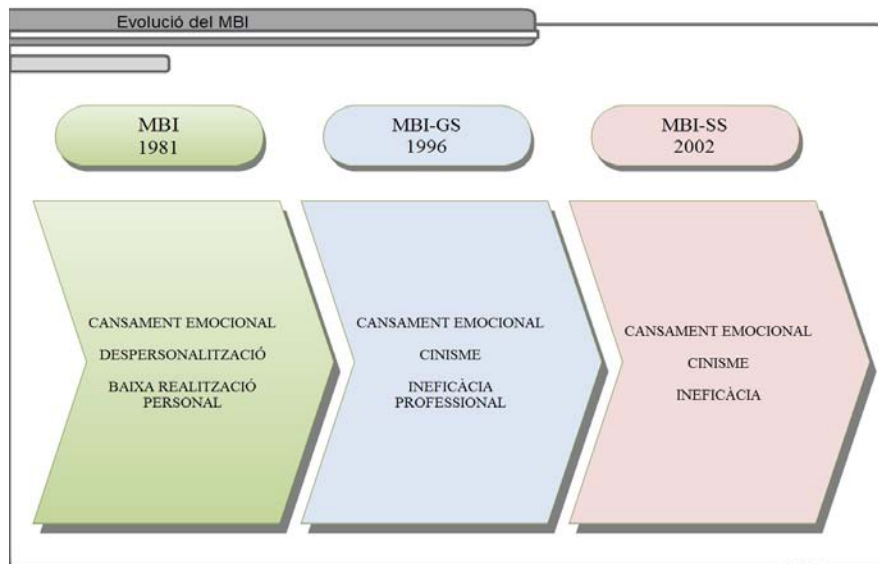 Evolució del MBI
MBI
1981
MBI-GS
1996
MBI-SS
2002
CANSAMENT EMOCIONAL
DESPERSONALITZACIÓ
BAIXA REALITZACIÓ
PERSONAL
CANSAMENT EMOCIONAL
CINISME
INEFICÀCIA
PROFESSIONAL
CANSAMENT EMOCIONAL
CINISME
INEFICÀCIA